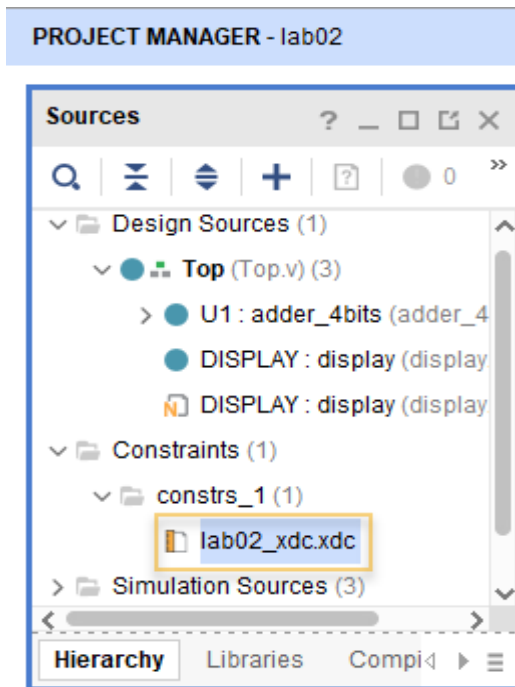 PROJECT MANAGER - lab02
Sources
? _
0 »
Design Sources (1)
Top (Top.v) (3)
U1 : adder_4bits (adder_4
DISPLAY : display (display
N DISPLAY : display (display
Constraints (1)
constrs_1 (1)
lab02_xdc.xdc
Simulation Sources (3)
Hierarchy Libraries Compi